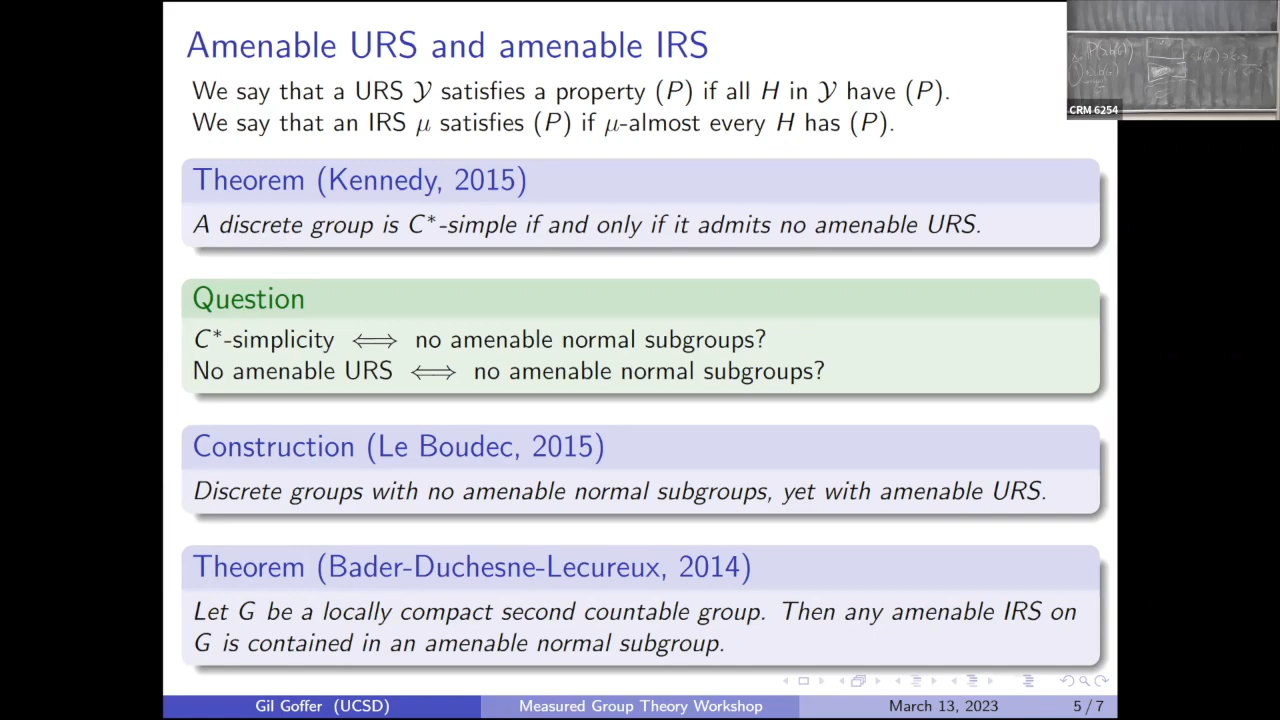 Amenable URS and amenable IRS
We say that a URS 𝒴 satisfies a property (P) if all H in 𝒴 have (P).
We say that an IRS μ satisfies (P) if μ-almost every H has (P).
Theorem (Kennedy, 2015)
A discrete group is C*-simple if and only if it admits no amenable URS.
Question
C*-simplicity ⟺ no amenable normal subgroups?
No amenable URS ⟺ no amenable normal subgroups?
Construction (Le Boudec, 2015)
Discrete groups with no amenable normal subgroups, yet with amenable URS.
Theorem (Bader-Duchesne-Lecureux, 2014)
Let G be a locally compact second countable group. Then any amenable IRS on
G is contained in an amenable normal subgroup.
CRM 6254
Gil Goffer (UCSD) Measured Group Theory Workshop March 13, 2023 5 / 7